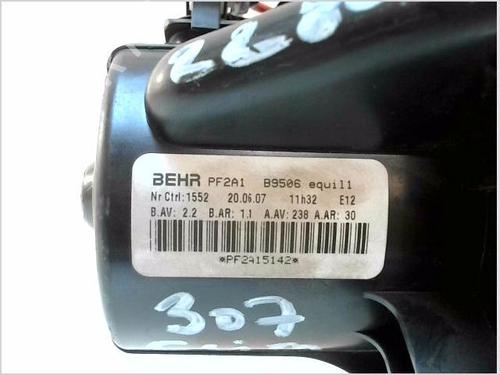 BEHR PF2A1 B9506 equil1
Nr Ctrl:1552 20.06.07 11h32 E12
B.AV: 2.2 B.AR: 1.1 A.AV: 238 A.AR: 30
*PF2415142*
307